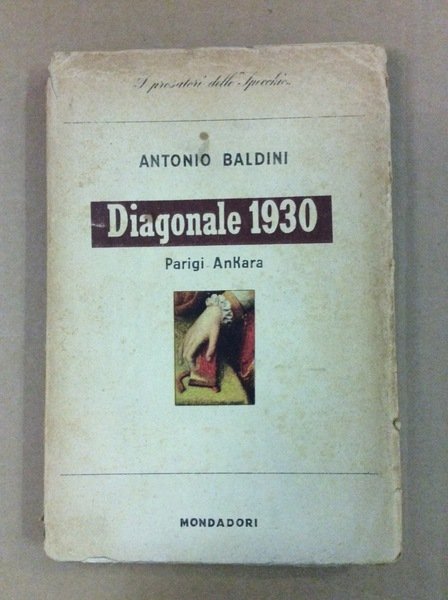 I prosatori dello "Specchio"
ANTONIO BALDINI
Diagonale 1930
Parigi - Ankara
MONDADORI